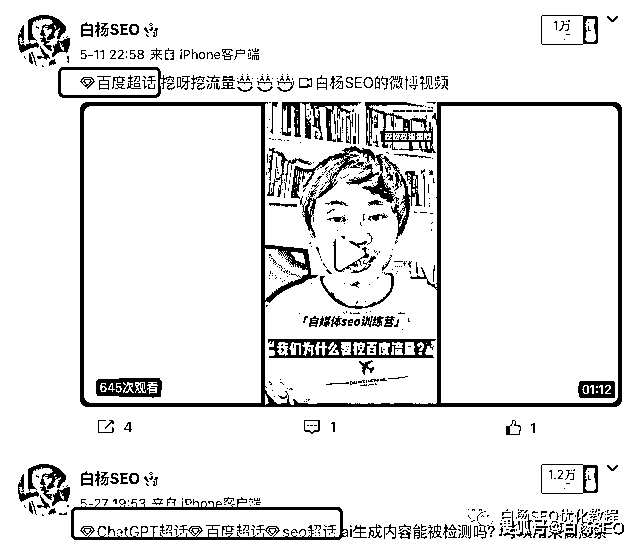 白杨SEO
1万
5-11 22:58 来自 iPhone客户端
百度超话 挖呀挖流量 白杨SEO的微博视频
「自媒体seo训练营」
“我们为什么要挖百度流量？”
645次观看
01:12
4
1
1
白杨SEO
1.2万
5-27 19:53 来自 iPhone客户端
ChatGPT超话 百度超话 seo超话 ai生成内容能被检测吗？
白杨SEO优化教程
搜狐号@白杨SEO